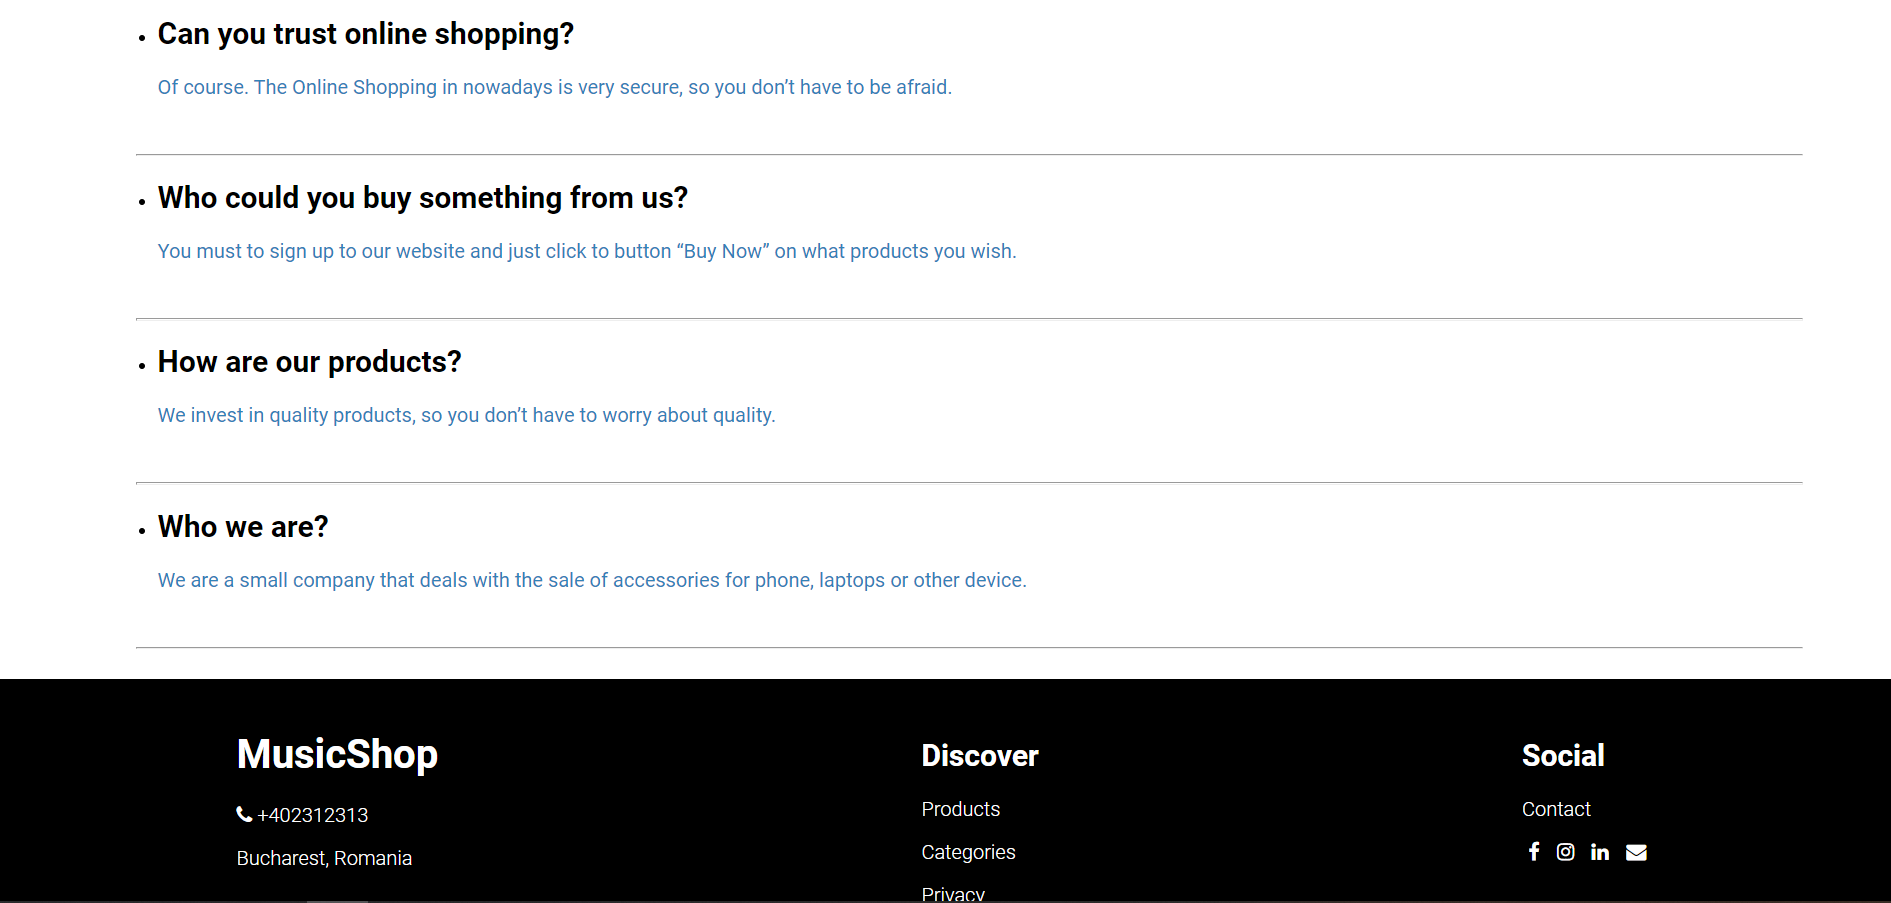 Can you trust online shopping?
Of course. The Online Shopping in nowadays is very secure, so you don’t have to be afraid.
Who could you buy something from us?
You must to sign up to our website and just click to button “Buy Now” on what products you wish.
How are our products?
We invest in quality products, so you don’t have to worry about quality.
Who we are?
We are a small company that deals with the sale of accessories for phone, laptops or other device.
MusicShop
+402312313
Bucharest, Romania
Discover
Products
Categories
Privacy
Social
Contact